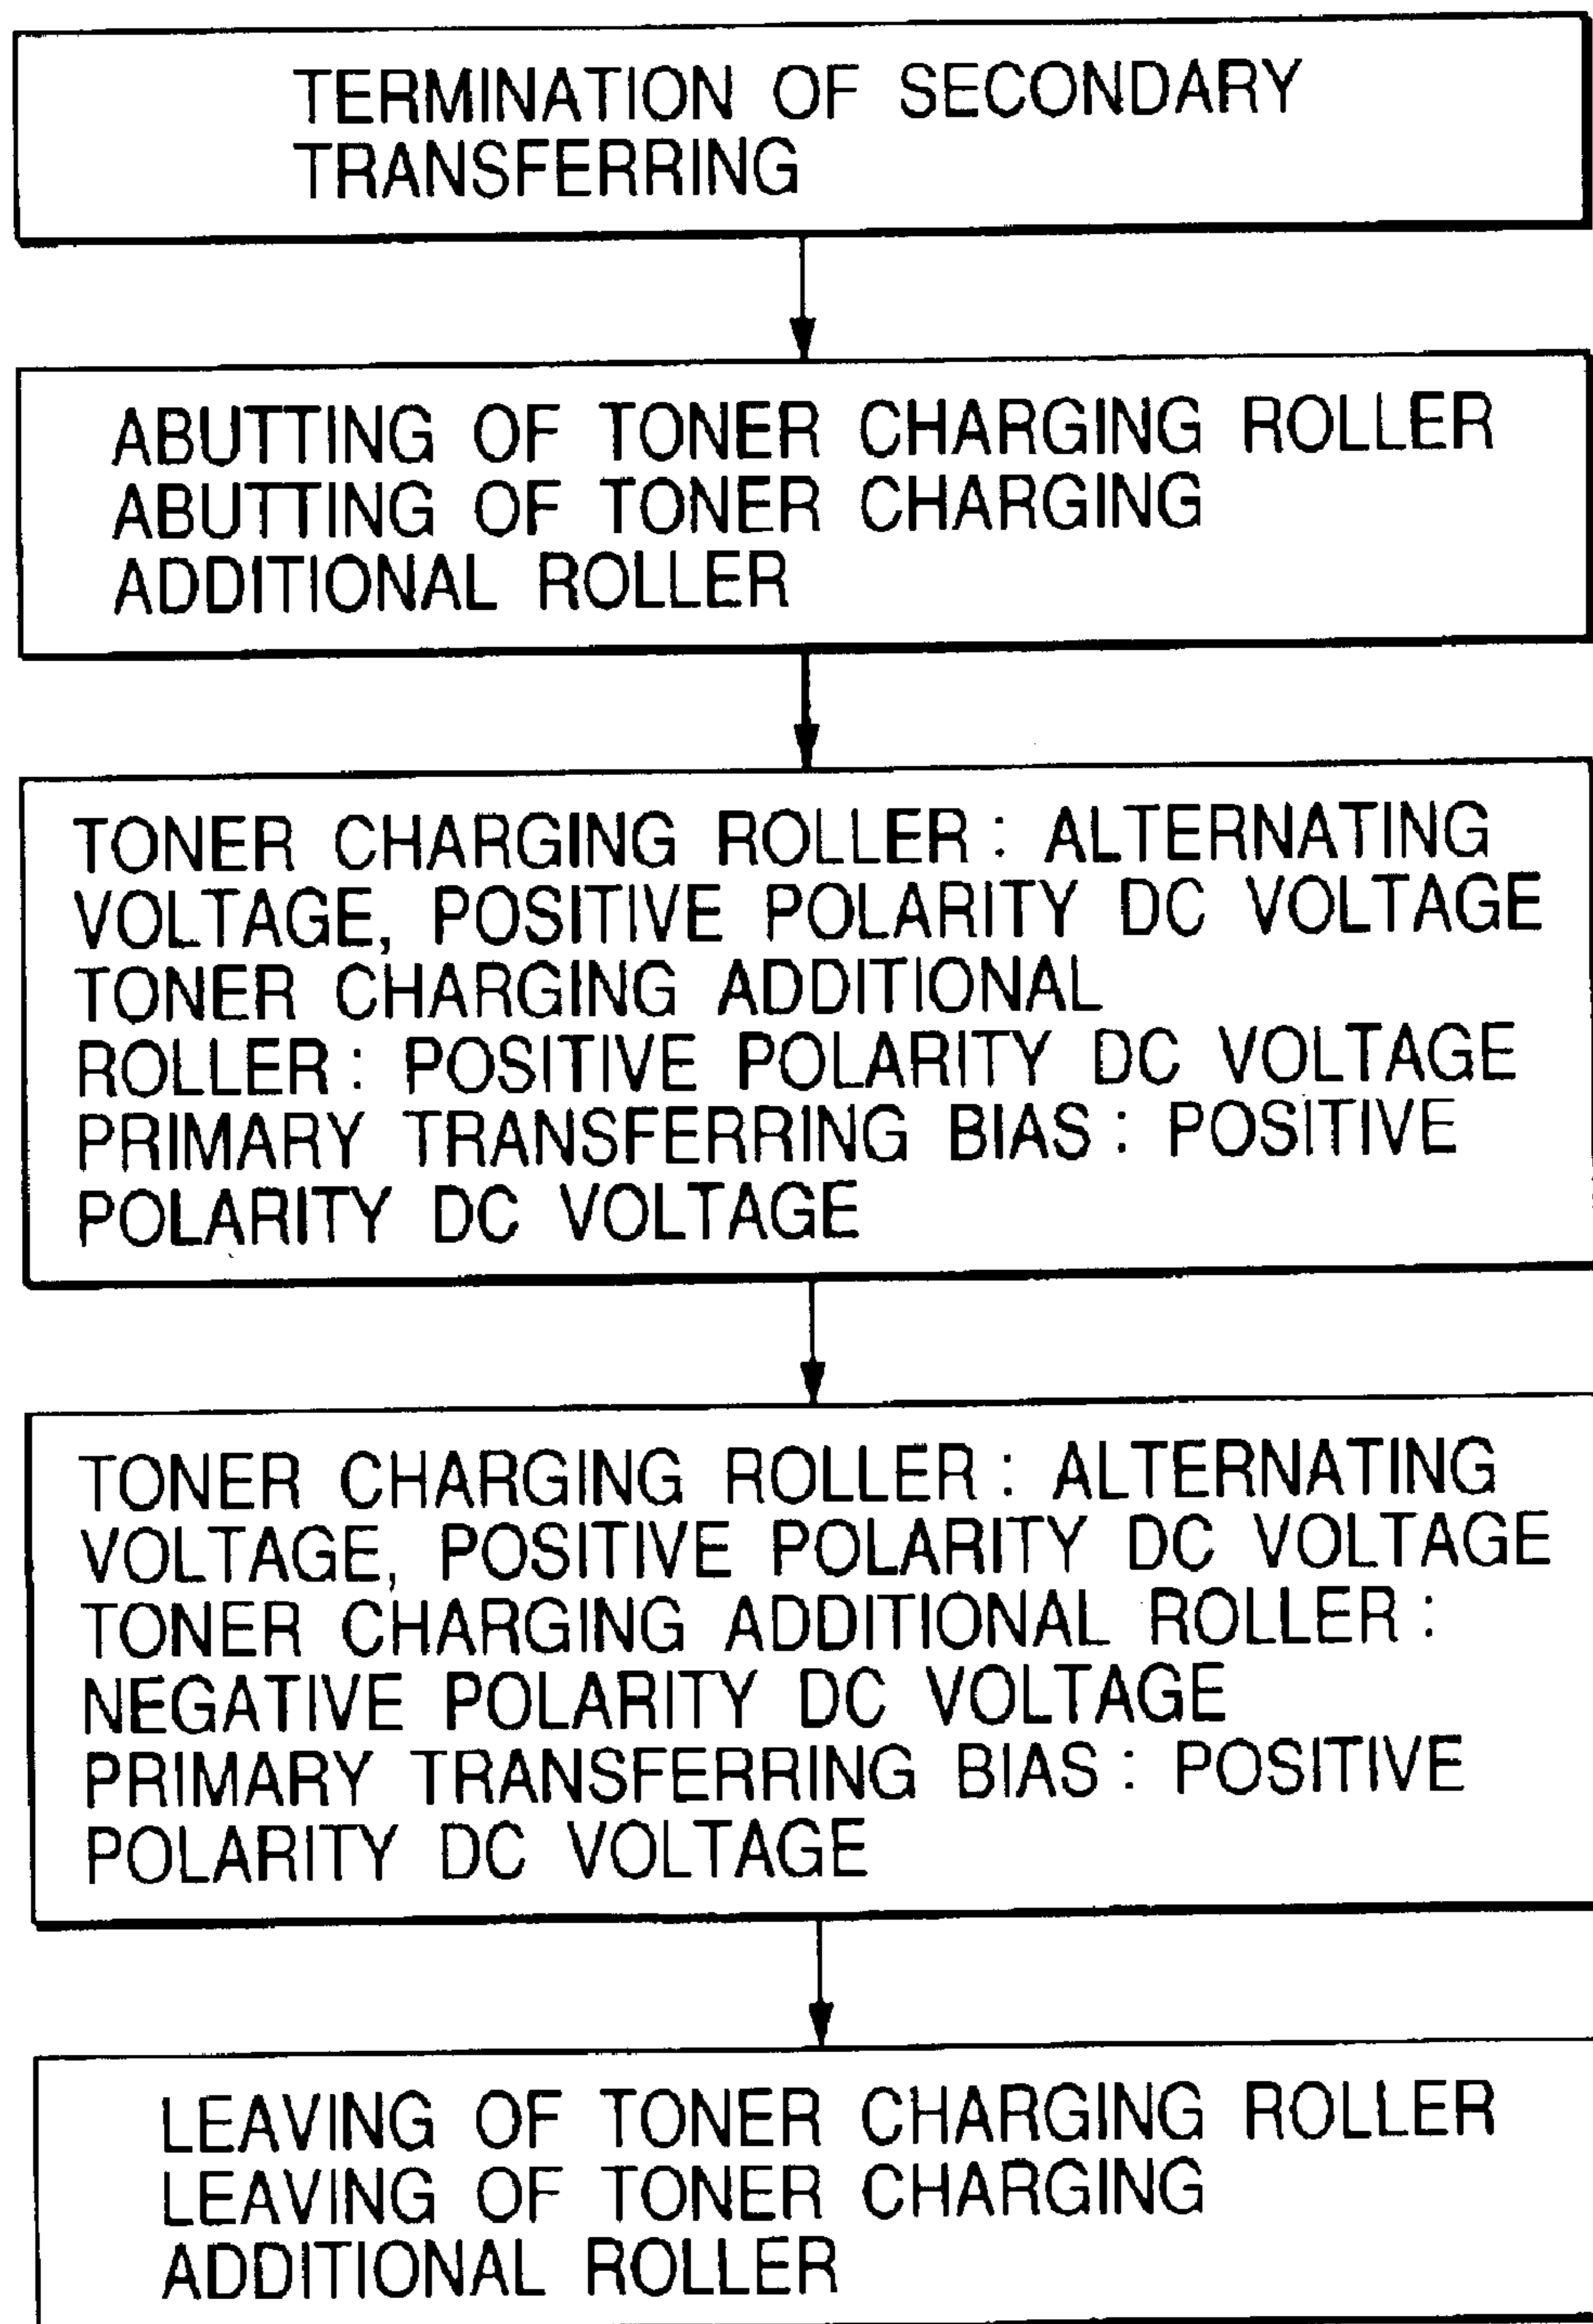 TERMINATION OF SECONDARY
TRANSFERRING
ABUTTING OF TONER CHARGING ROLLER
ABUTTING OF TONER CHARGING
ADDITIONAL ROLLER
TONER CHARGING ROLLER : ALTERNATING
VOLTAGE, POSITIVE POLARITY DC VOLTAGE
TONER CHARGING ADDITIONAL
ROLLER : POSITIVE POLARITY DC VOLTAGE
PRIMARY TRANSFERRING BIAS : POSITIVE
POLARITY DC VOLTAGE
TONER CHARGING ROLLER : ALTERNATING
VOLTAGE, POSITIVE POLARITY DC VOLTAGE
TONER CHARGING ADDITIONAL ROLLER :
NEGATIVE POLARITY DC VOLTAGE
PRIMARY TRANSFERRING BIAS : POSITIVE
POLARITY DC VOLTAGE
LEAVING OF TONER CHARGING ROLLER
LEAVING OF TONER CHARGING
ADDITIONAL ROLLER